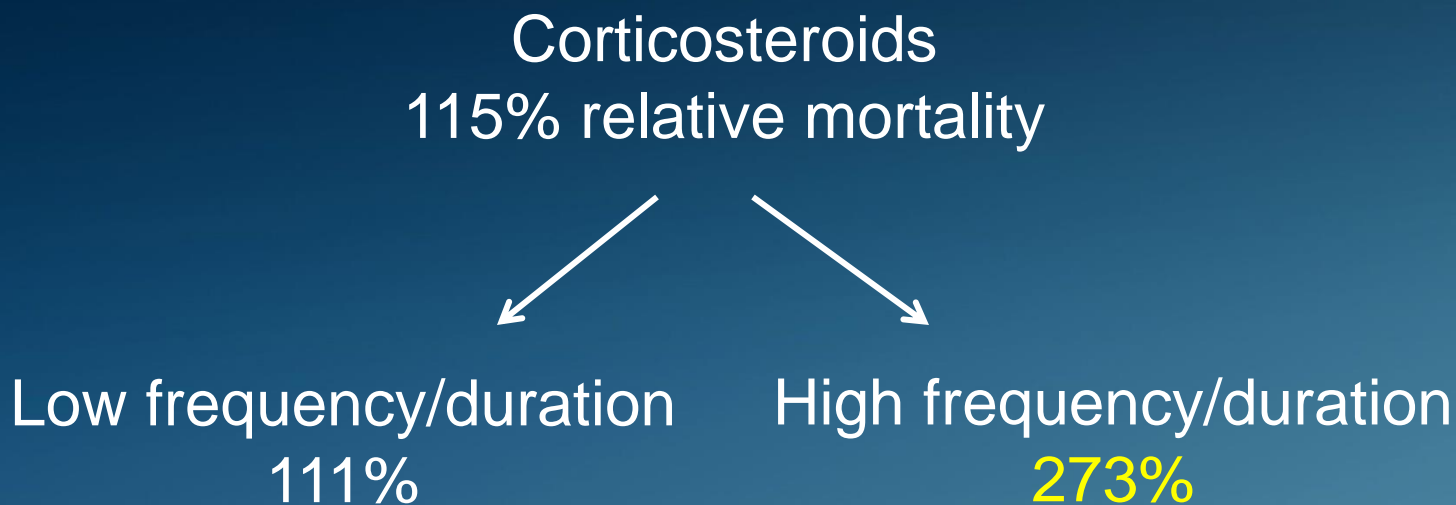 Corticosteroids
115% relative mortality
Low frequency/duration
111%
High frequency/duration
273%